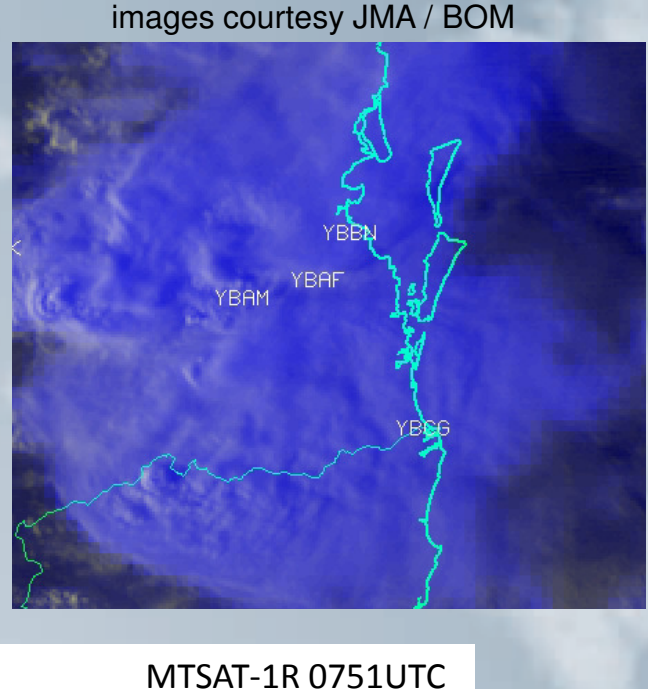 images courtesy JMA / BOM
YBBN
YBAF
YBAM
YBCG
MTSAT-1R 0751UTC